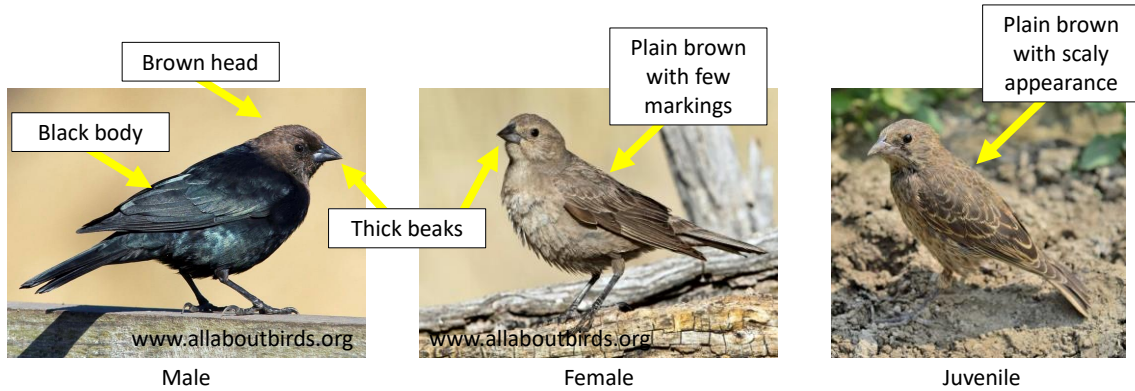 Brown head
Black body
Thick beaks
Plain brown
with few
markings
Plain brown
with scaly
appearance
www.allaboutbirds.org
www.allaboutbirds.org
Male
Female
Juvenile